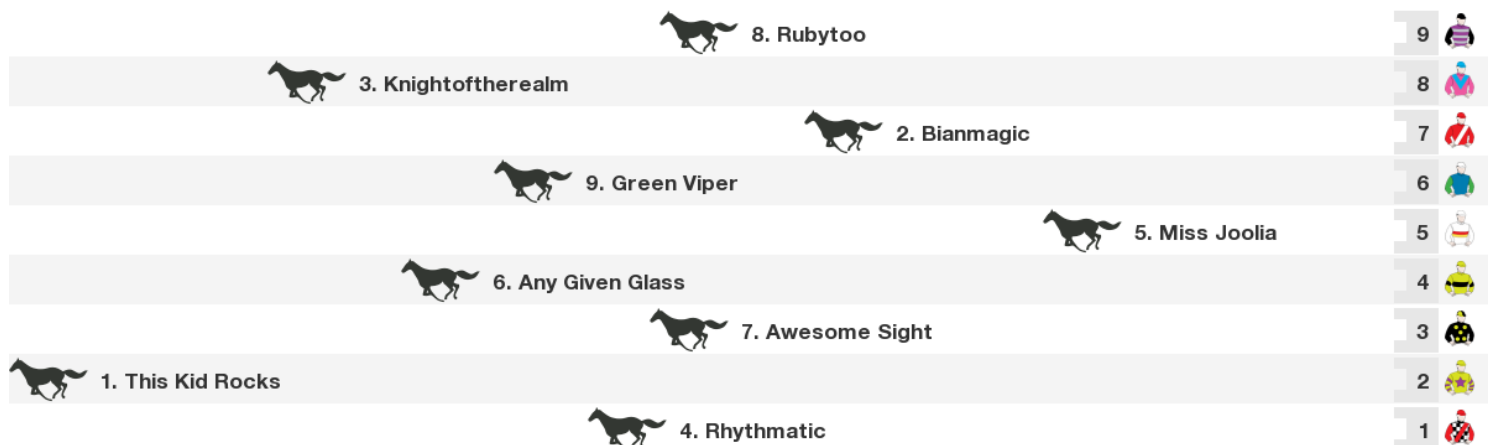 8. Rubytoo 9
3. Knightoftherealm 8
2. Bianmagic 7
9. Green Viper 6
5. Miss Joolia 5
6. Any Given Glass 4
7. Awesome Sight 3
1. This Kid Rocks 2
4. Rhythmatic 1